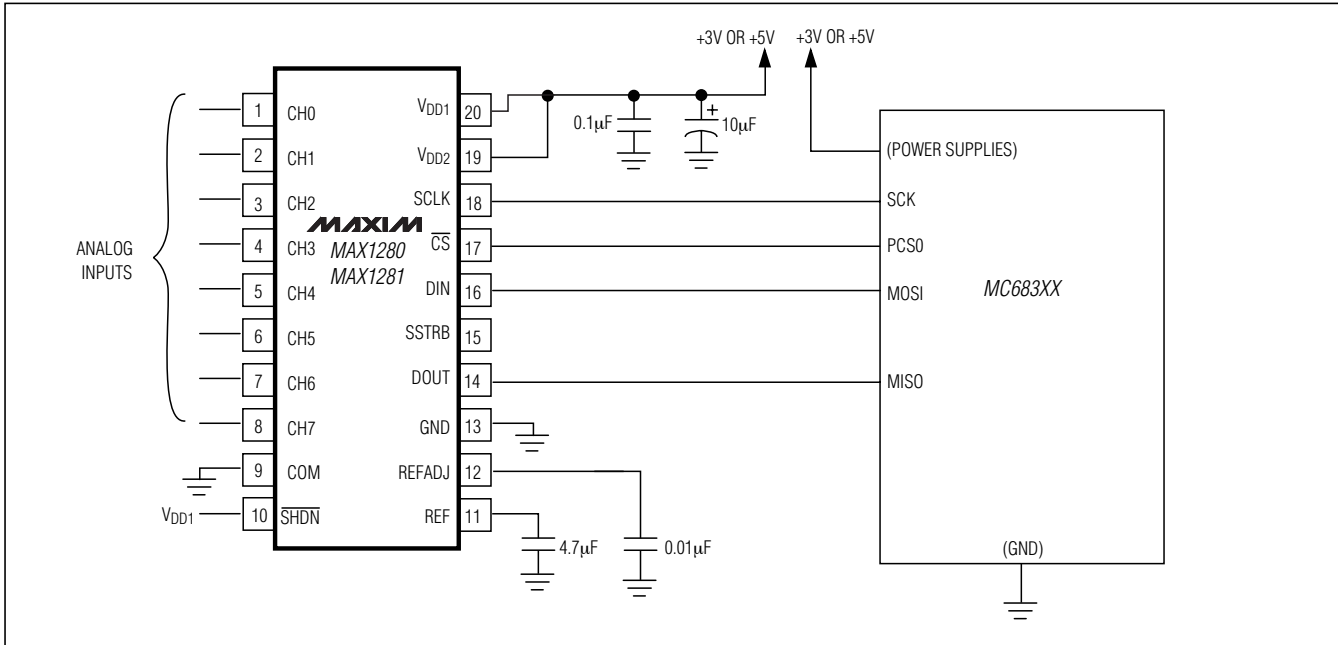 +3V OR +5V
+3V OR +5V
ANALOG
INPUTS
1 CH0
2 CH1
3 CH2
4 CH3
5 CH4
6 CH5
7 CH6
8 CH7
9 COM
VDD1 10 SHDN
MAXIM
MAX1280
MAX1281
VDD1 20
VDD2 19
SCLK 18
CS 17
DIN 16
SSTRB 15
DOUT 14
GND 13
REFADJ 12
REF 11
0.1µF
+
10µF
4.7µF
0.01µF
(POWER SUPPLIES)
SCK
PCS0
MOSI
MC683XX
MISO
(GND)